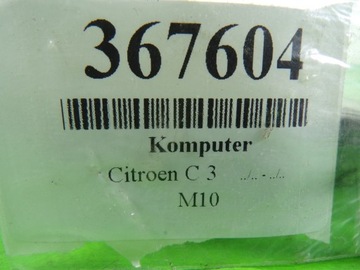 367604
Komputer
Citroen C 3 ../.. - ../..
M10